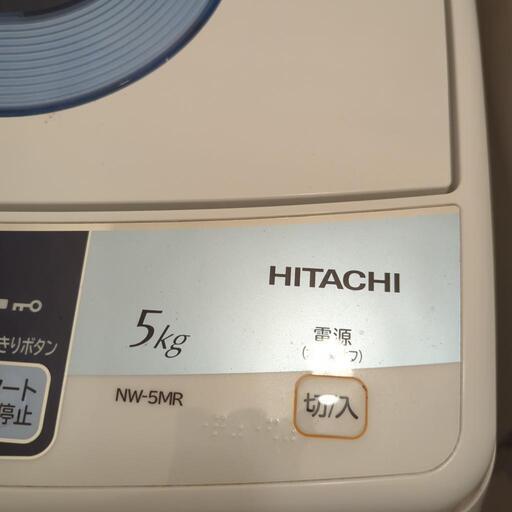 HITACHI
5kg
電源
きりボタン
NW-5MR
切/入
ート
停止